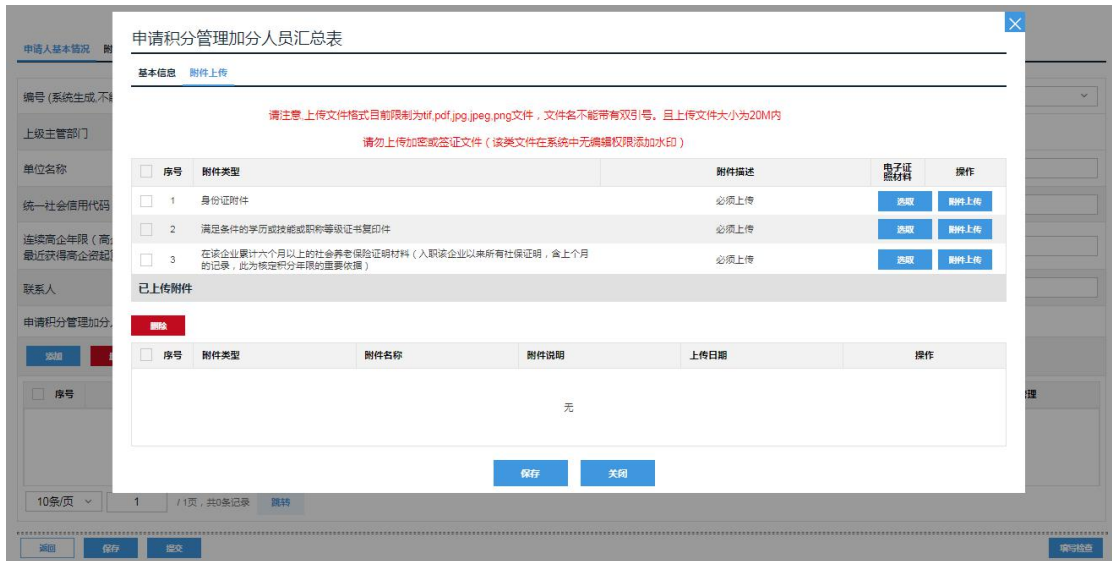 申请积分管理加分人员汇总表
基本信息 附件上传
请注意,上传文件格式目前限制为tif,pdf,jpg,jpeg,png文件，文件名不能带有双引号。且上传文件大小为20M内
请勿上传加密或签证文件（该类文件在系统中无编辑权限添加水印）
序号 附件类型 附件描述 电子证照材料 操作
1 身份证附件 必须上传 选取 附件上传
2 满足条件的学历或技能或职称等级证书复印件 必须上传 选取 附件上传
3 在该企业累计六个月以上的社会养老保险证明材料（入职该企业以来所有社保证明，含上个月
的记录，此为核定积分年限的重要依据） 必须上传 选取 附件上传
已上传附件
删除
序号 附件类型 附件名称 附件说明 上传日期 操作
无
保存 关闭
申请人基本情况 附
编号 (系统生成,不
上级主管部门
单位名称
统一社会信用代码
连续高企年限（高
最近获得高企资起
联系人
申请积分管理加分
添加
序号
10条/页 1 / 1页，共0条记录 跳转
返回 保存 提交 填写检查